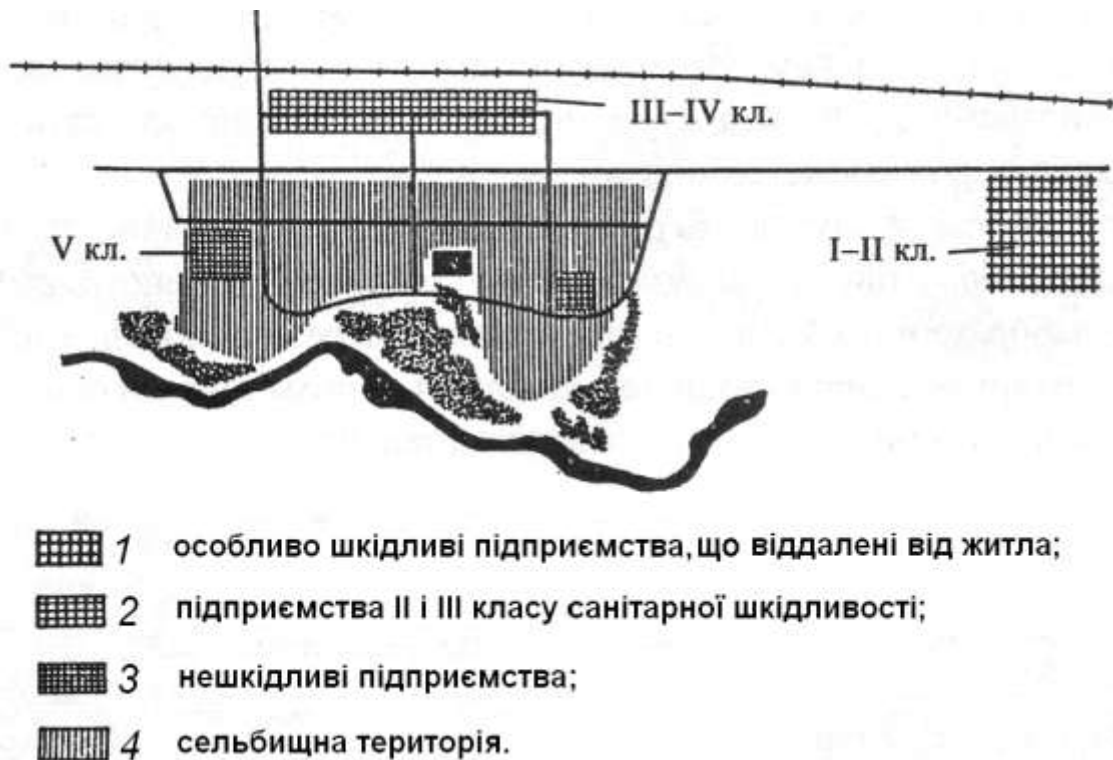 III–IV кл.
V кл.
I–II кл.
1 особливо шкідливі підприємства, що віддалені від житла;
2 підприємства II і III класу санітарної шкідливості;
3 нешкідливі підприємства;
4 сельбищна територія.